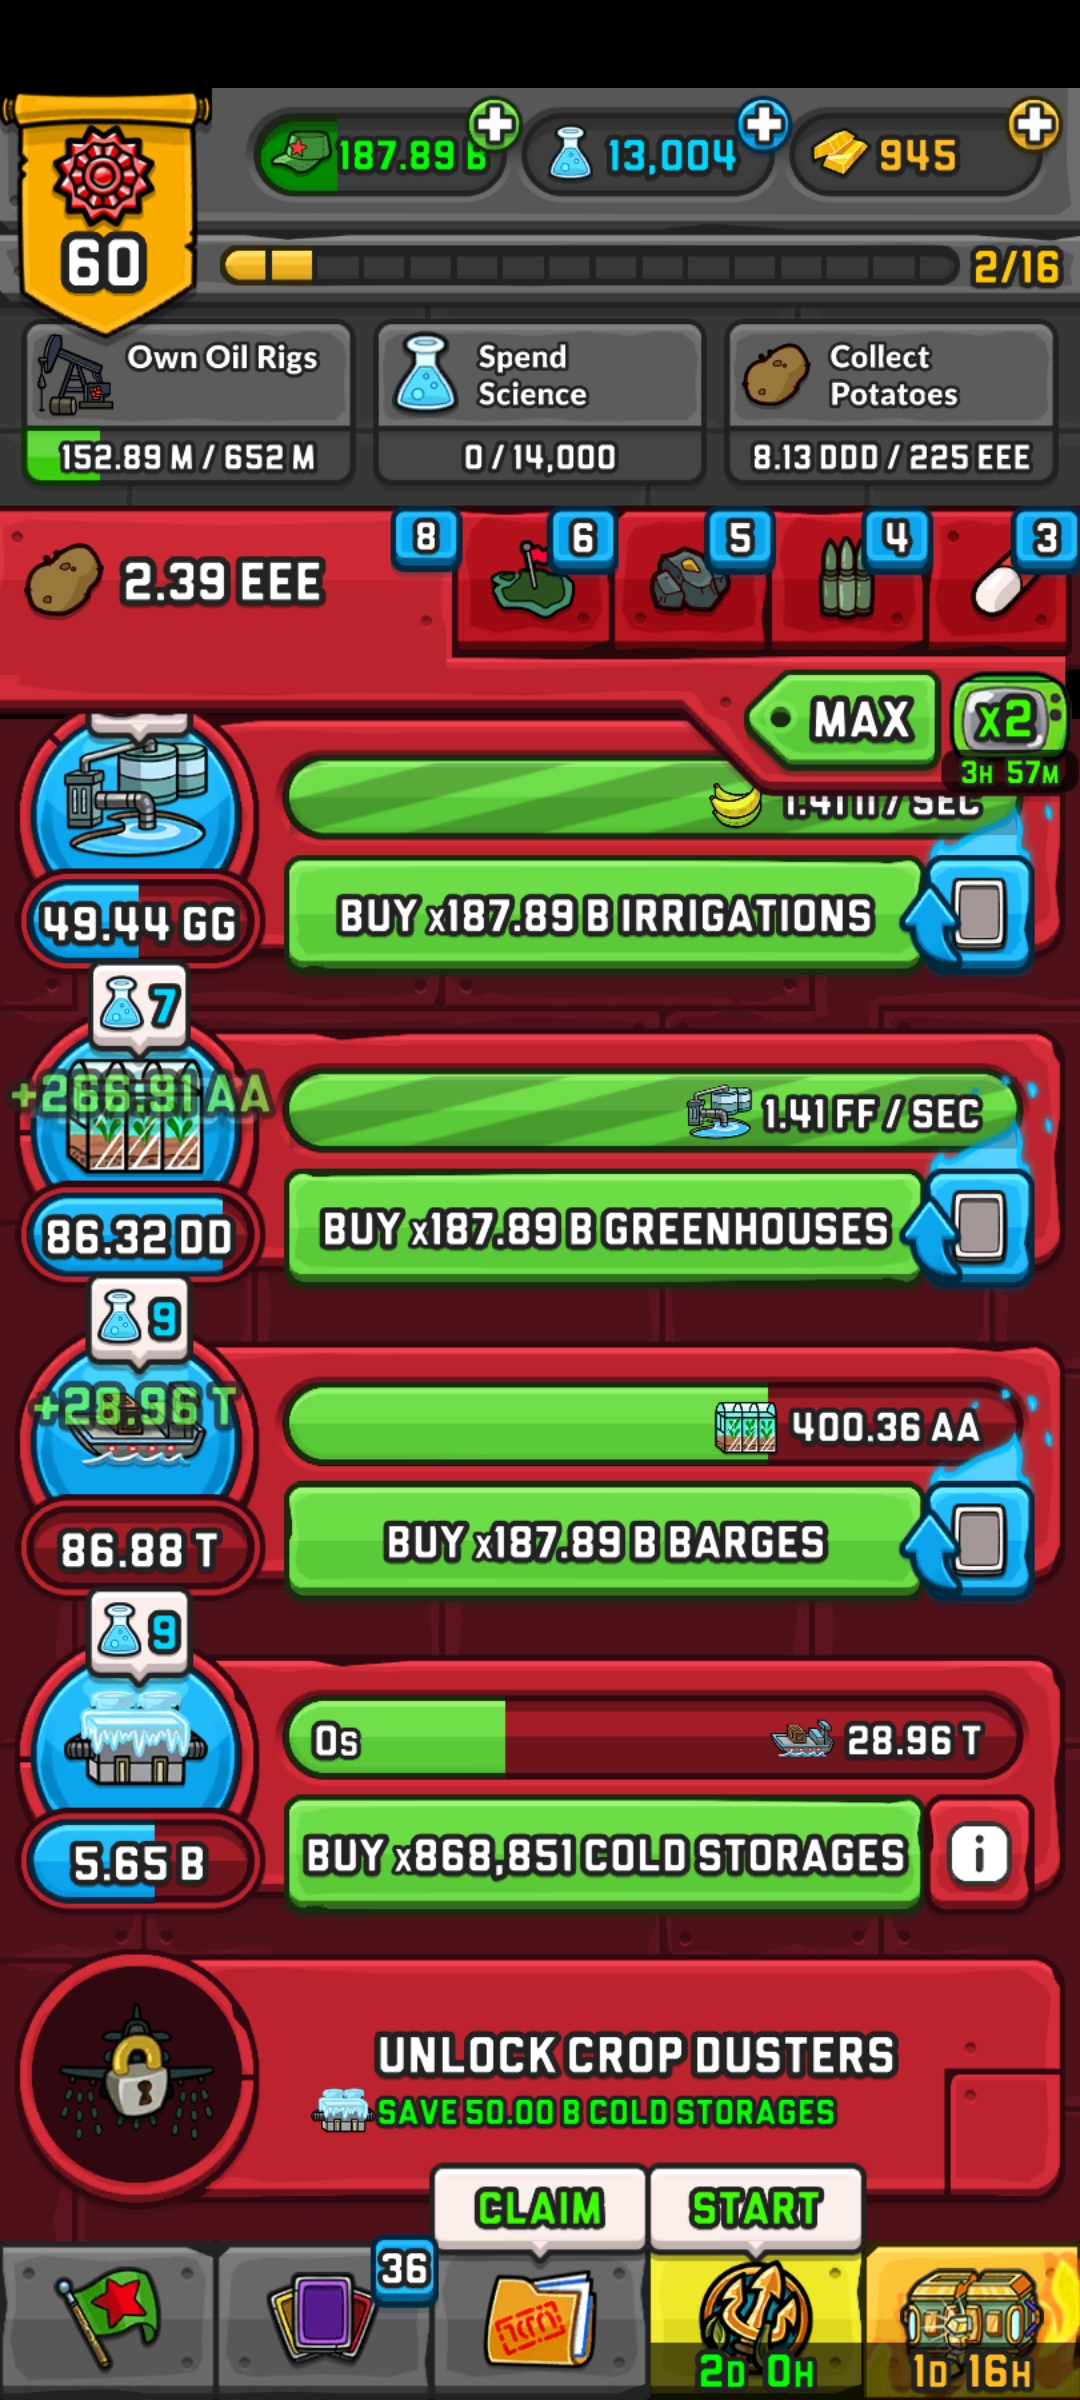 60
187.89 B
13,004
945
2/16
Own Oil Rigs
152.89 M / 652 M
Spend
Science
0 / 14,000
Collect
Potatoes
8.13 DDD / 225 EEE
2.39 EEE
8
6
5
4
3
MAX
x2
3H 57M
49.44 GG
BUY x187.89 B IRRIGATIONS
7
+266.91 AA
1.41 FF / SEC
86.32 DD
BUY x187.89 B GREENHOUSES
9
+28.96 T
400.36 AA
86.88 T
BUY x187.89 B BARGES
9
0s
28.96 T
5.65 B
BUY x868,851 COLD STORAGES
i
UNLOCK CROP DUSTERS
SAVE 50.00 B COLD STORAGES
CLAIM
START
36
2D 0H
1D 16H